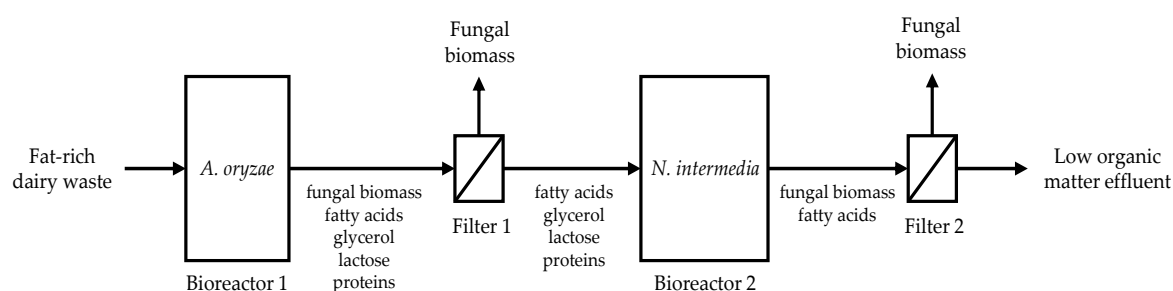 Fat-rich
dairy waste
A. oryzae
Bioreactor 1
fungal biomass
fatty acids
glycerol
lactose
proteins
Fungal
biomass
Filter 1
fatty acids
glycerol
lactose
proteins
N. intermedia
Bioreactor 2
fungal biomass
fatty acids
Fungal
biomass
Filter 2
Low organic
matter effluent